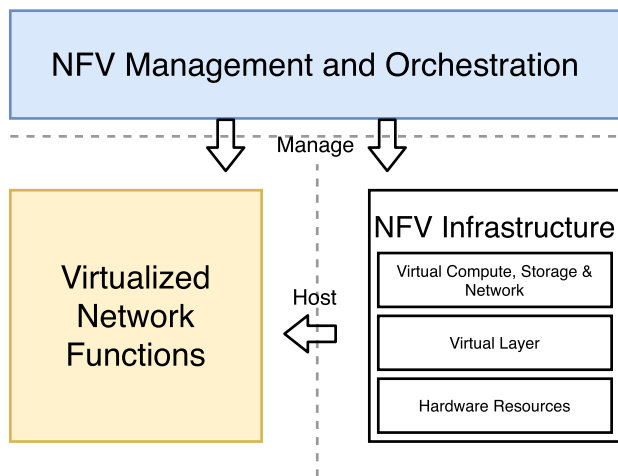 NFV Management and Orchestration
Manage
Virtualized
Network
Functions
Host
NFV Infrastructure
Virtual Compute, Storage &
Network
Virtual Layer
Hardware Resources